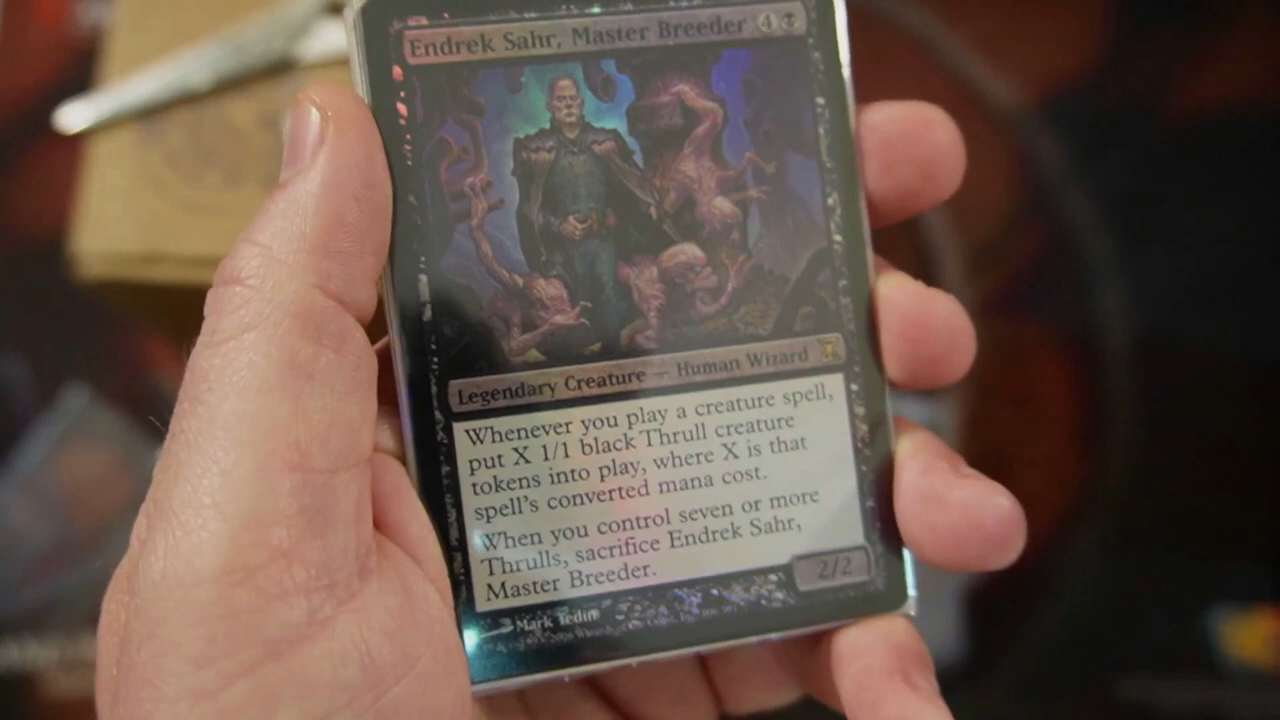 Endrek Sahr, Master Breeder 4
Legendary Creature — Human Wizard
Whenever you play a creature spell,
put X 1/1 black Thrull creature
tokens into play, where X is that
spell's converted mana cost.
When you control seven or more
Thrulls, sacrifice Endrek Sahr,
Master Breeder.
2/2
Mark Tedin